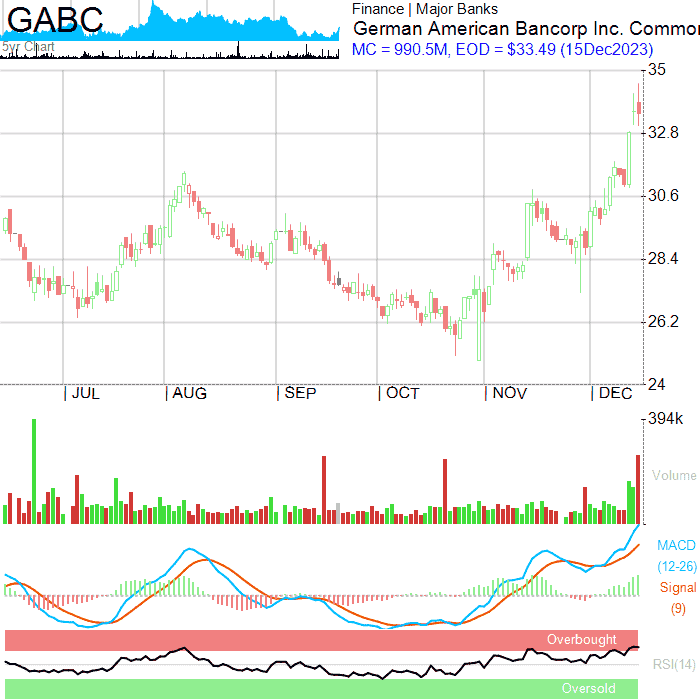 GABC
5yr Chart
Finance | Major Banks
German American Bancorp Inc. Common
MC = 990.5M, EOD = $33.49 (15Dec2023)
35
32.8
30.6
28.4
26.2
24
JUL AUG SEP OCT NOV DEC
394k
Volume
MACD
(12-26)
Signal
(9)
Overbought
RSI(14)
Oversold